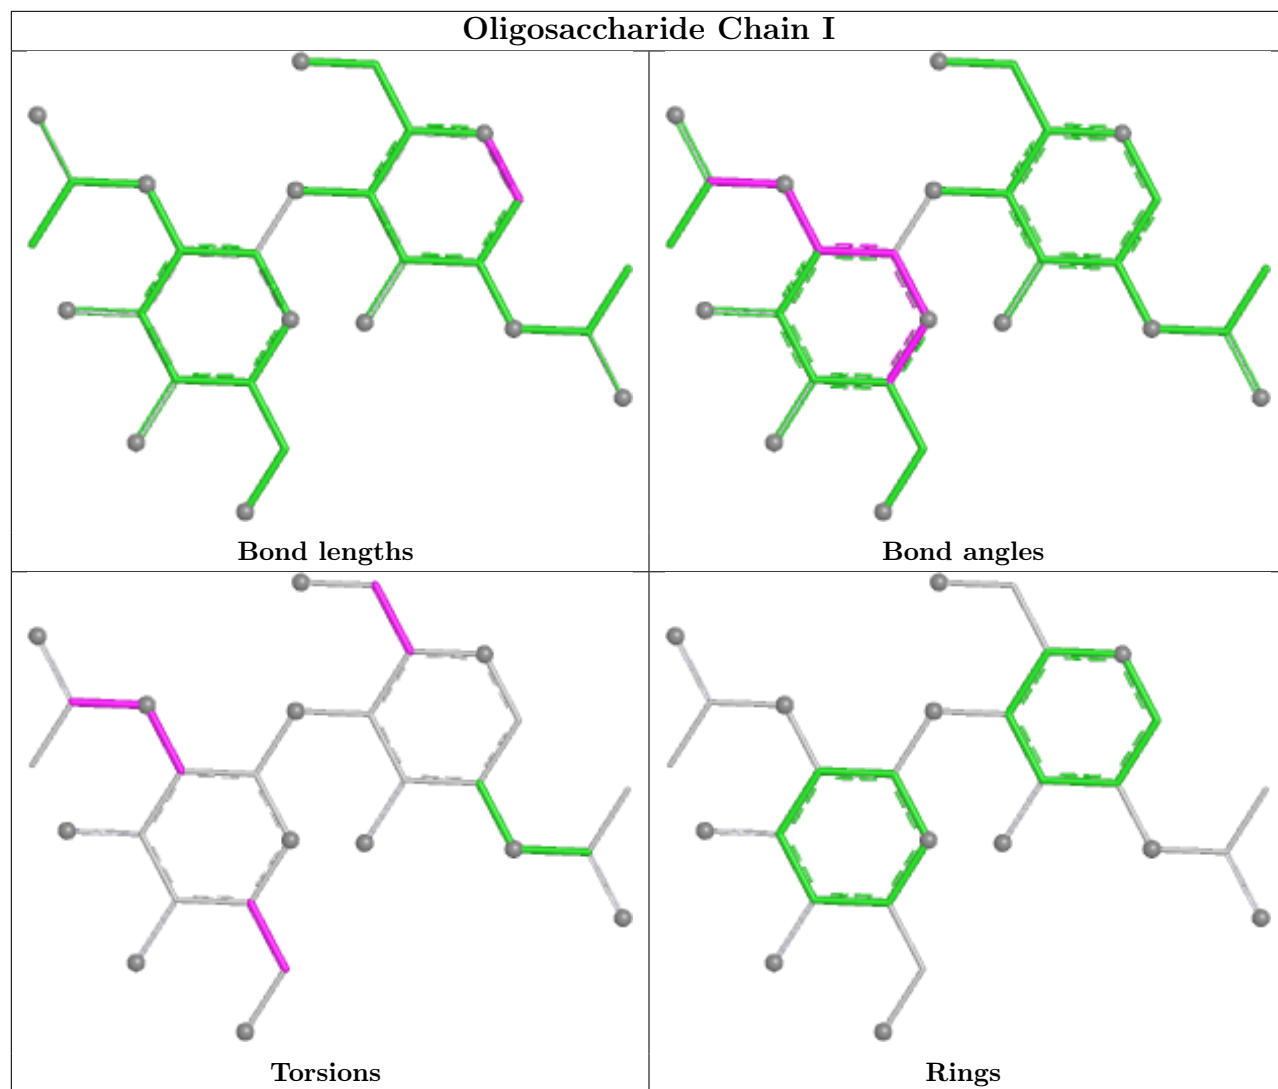 Oligosaccharide Chain I
Bond lengths
Bond angles
Torsions
Rings